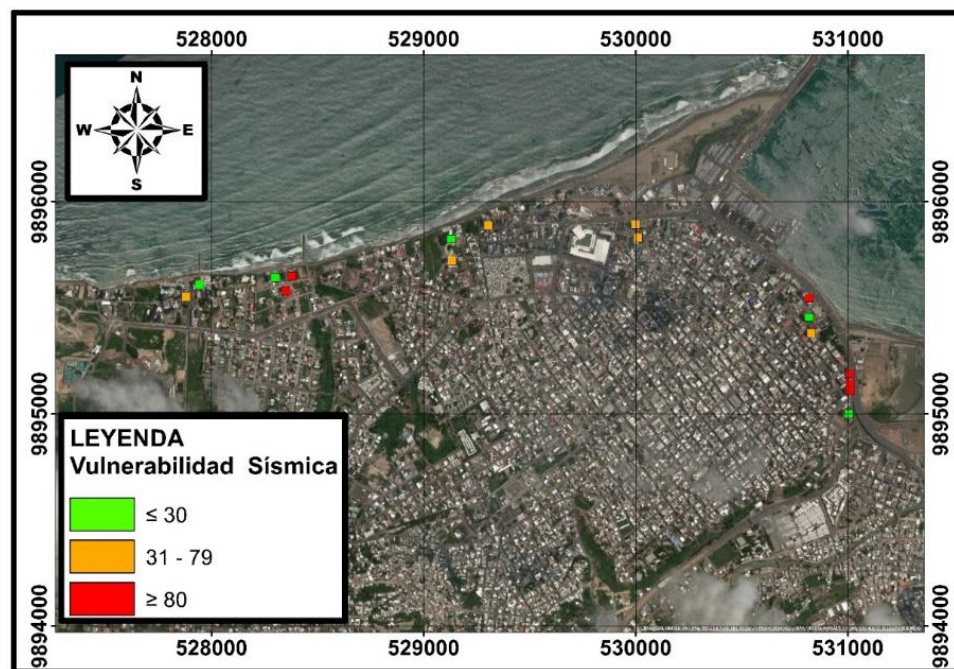 528000 529000 530000 531000
N
W E
S
9896000 9896000
9895000 9895000
LEYENDA
Vulnerabilidad Sísmica
≤ 30
31 - 79
≥ 80
9894000 9894000
528000 529000 530000 531000